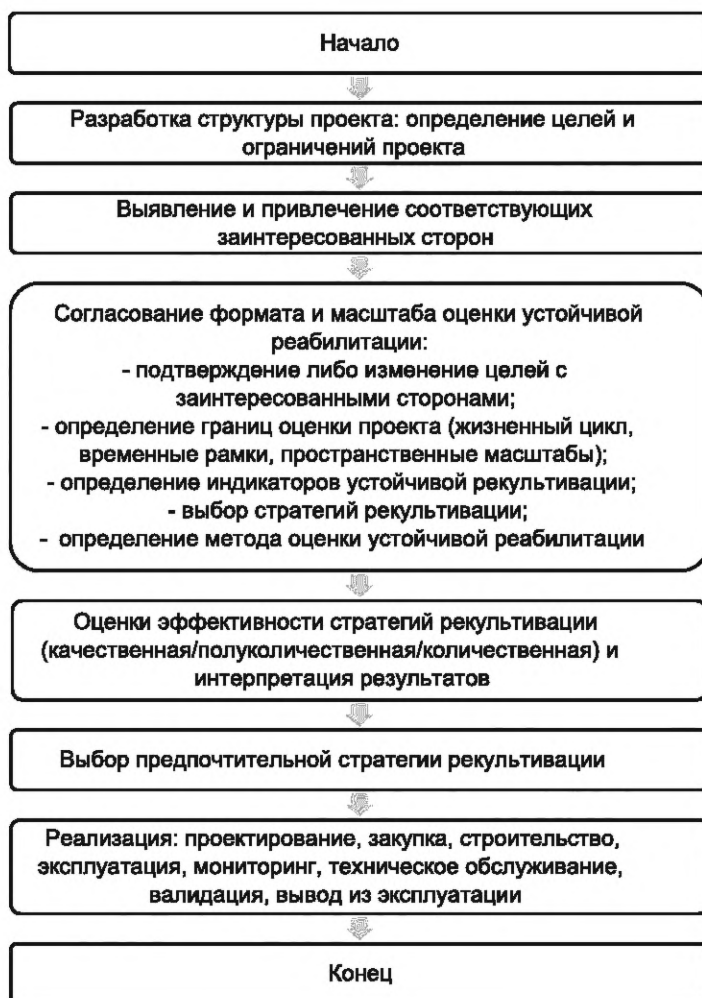 Начало
Разработка структуры проекта: определение целей и
ограничений проекта
Выявление и привлечение соответствующих
заинтересованных сторон
Согласование формата и масштаба оценки устойчивой
реабилитации:
- подтверждение либо изменение целей с
заинтересованными сторонами;
- определение границ оценки проекта (жизненный цикл,
временные рамки, пространственные масштабы);
- определение индикаторов устойчивой рекультивации;
- выбор стратегий рекультивации;
- определение метода оценки устойчивой реабилитации
Оценки эффективности стратегий рекультивации
(качественная/полуколичественная/количественная) и
интерпретация результатов
Выбор предпочтительной стратегии рекультивации
Реализация: проектирование, закупка, строительство,
эксплуатация, мониторинг, техническое обслуживание,
валидация, вывод из эксплуатации
Конец